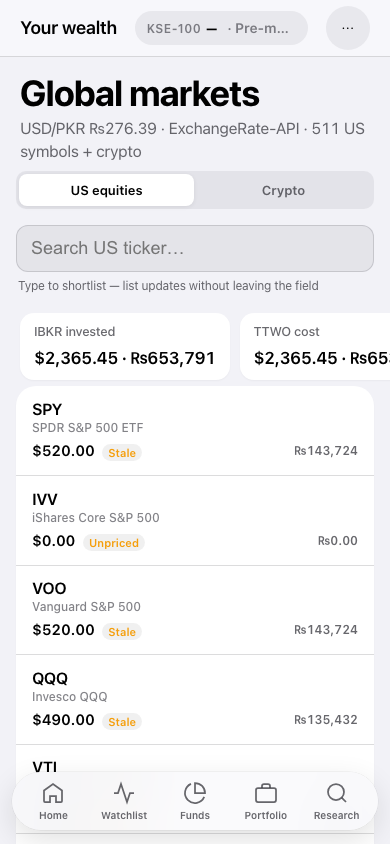 Your wealth
KSE-100 — · Pre-m...
...
Global markets
USD/PKR ₨276.39 · ExchangeRate-API · 511 US
symbols + crypto
US equities
Crypto
Search US ticker...
Type to shortlist — list updates without leaving the field
IBKR invested
$2,365.45 · ₨653,791
TTWO cost
$2,365.45 · ₨65
SPY
SPDR S&P 500 ETF
$520.00 Stale ₨143,724
IVV
iShares Core S&P 500
$0.00 Unpriced ₨0.00
VOO
Vanguard S&P 500
$520.00 Stale ₨143,724
QQQ
Invesco QQQ
$490.00 Stale ₨135,432
VTI
Home
Watchlist
Funds
Portfolio
Research